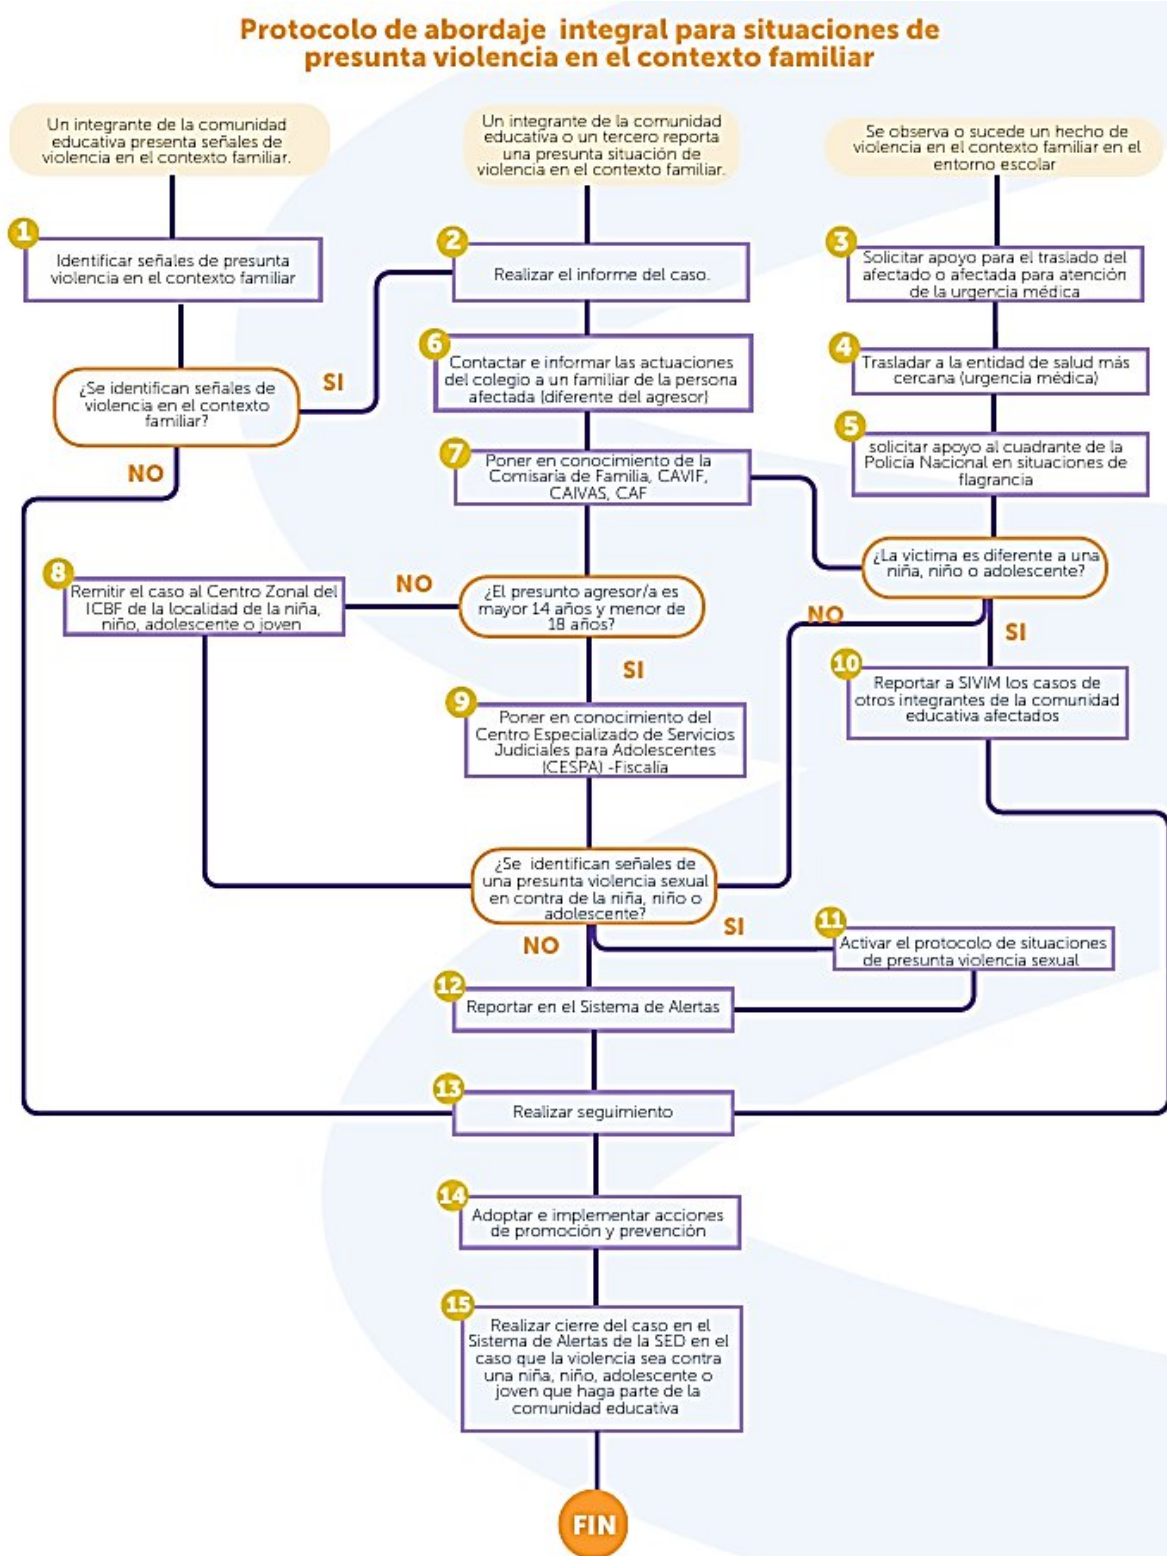 Protocolo de abordaje integral para situaciones de
presunta violencia en el contexto familiar
Un integrante de la comunidad
educativa presenta señales de
violencia en el contexto familiar.
Un integrante de la comunidad
educativa o un tercero reporta
una presunta situación de
violencia en el contexto familiar.
Se observa o sucede un hecho de
violencia en el contexto familiar en el
entorno escolar
1
Identificar señales de presunta
violencia en el contexto familiar
2
Realizar el informe del caso.
3
Solicitar apoyo para el traslado del
afectado o afectada para atención
de la urgencia médica
¿Se identifican señales de
violencia en el contexto
familiar?
SI
NO
6
Contactar e informar las actuaciones
del colegio a un familiar de la persona
afectada (diferente del agresor)
4
Trasladar a la entidad de salud más
cercana (urgencia médica)
7
Poner en conocimiento de la
Comisaría de Familia, CAVIF,
CAIVAS, CAF
5
solicitar apoyo al cuadrante de la
Policía Nacional en situaciones de
flagrancia
¿La víctima es diferente a una
niña, niño o adolescente?
NO
SI
8
Remitir el caso al Centro Zonal del
ICBF de la localidad de la niña,
niño, adolescente o joven
NO
¿El presunto agresor/a es
mayor 14 años y menor de
18 años?
SI
9
Poner en conocimiento del
Centro Especializado de Servicios
Judiciales para Adolescentes
(CESPA) -Fiscalía
10
Reportar a SIVIM los casos de
otros integrantes de la comunidad
educativa afectados
¿Se identifican señales de
una presunta violencia sexual
en contra de la niña, niño o
adolescente?
NO
SI
11
Activar el protocolo de situaciones
de presunta violencia sexual
12
Reportar en el Sistema de Alertas
13
Realizar seguimiento
14
Adoptar e implementar acciones
de promoción y prevención
15
Realizar cierre del caso en el
Sistema de Alertas de la SED en el
caso que la violencia sea contra
una niña, niño, adolescente o
joven que haga parte de la
comunidad educativa
FIN